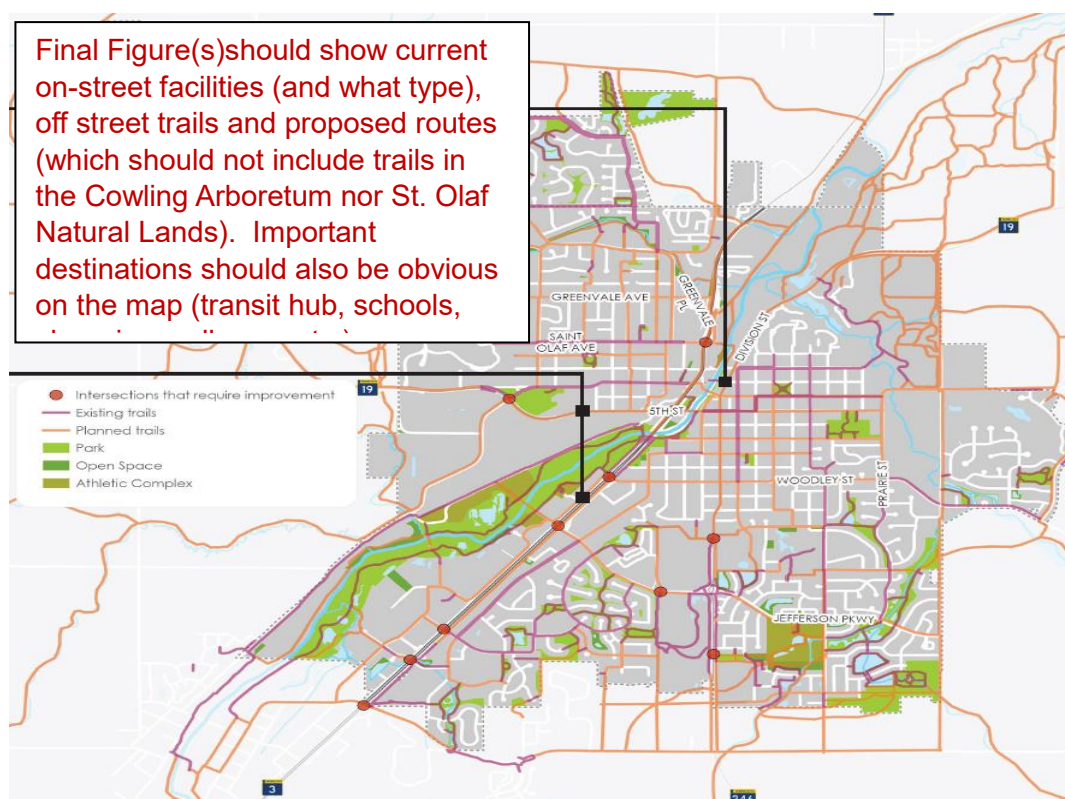 Final Figure(s)should show current
on-street facilities (and what type),
off street trails and proposed routes
(which should not include trails in
the Cowling Arboretum nor St. Olaf
Natural Lands). Important
destinations should also be obvious
on the map (transit hub, schools,
19
GREENVALE AVE
GREENVALE
PL
DIVISION ST
SAINT
OLAF AVE
19
5TH ST
Intersections that require improvement
Existing trails
Planned trails
Park
Open Space
Athletic Complex
WOODLEY ST
PRAIRIE ST
JEFFERSON PKWY
3
246